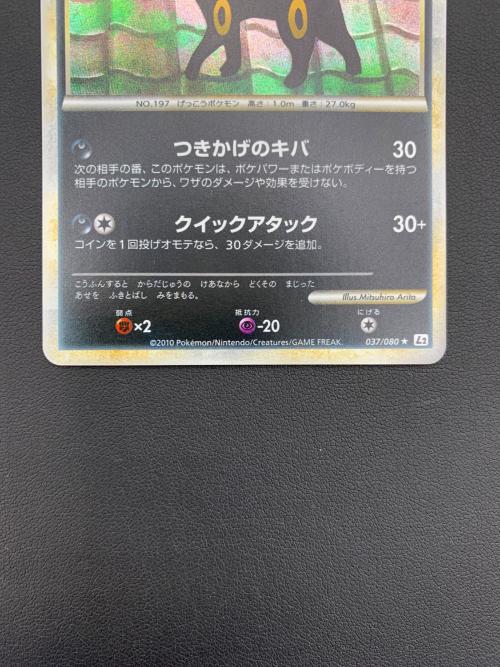 NO.197 げっこうポケモン 高さ：1.0m 重さ：27.0kg
つきかげのキバ 30
次の相手の番、このポケモンは、ポケパワーまたはポケボディーを持つ
相手のポケモンから、ワザのダメージや効果を受けない。
クイックアタック 30+
コインを1回投げオモテなら、30ダメージを追加。
こうふんすると からだじゅうの けあなから どくその まじった
あせを ふきとばし みをまもる。
Illus.Mitsuhiro Arita
弱点 抵抗力 にげる
×2 -20
©2010 Pokémon/Nintendo/Creatures/GAME FREAK. 037/080 ★ L2